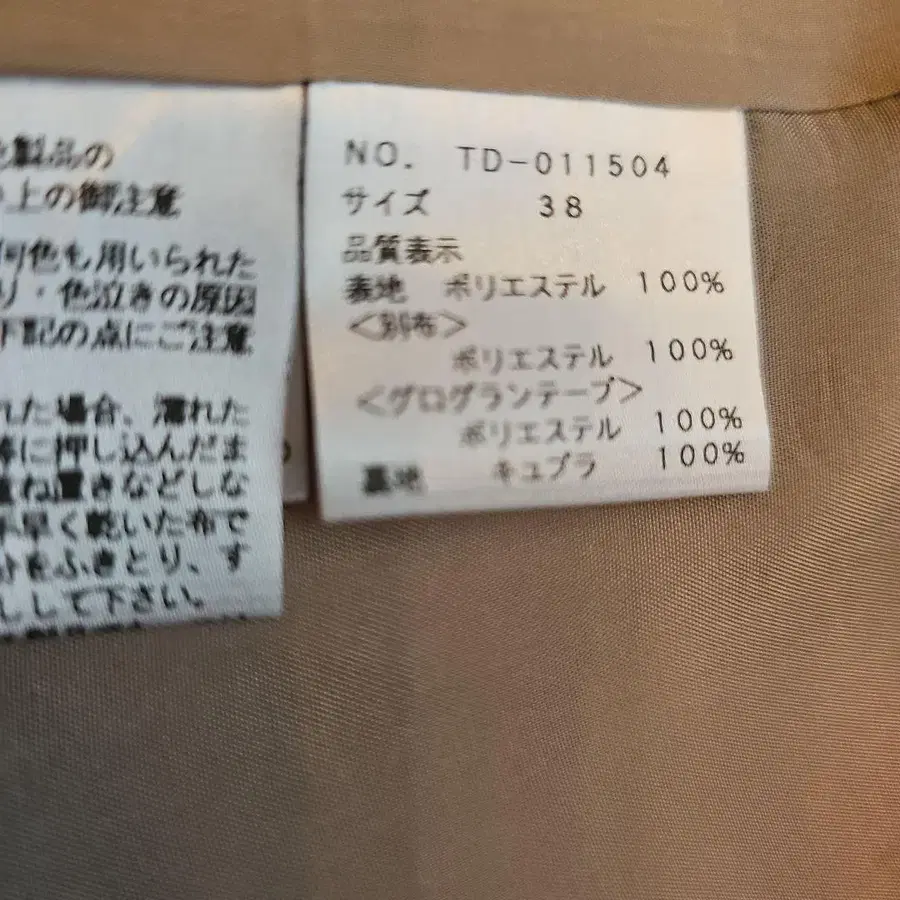 製品の
上の御注意
何色も用いられた
り・色泣きの原因
下記の点にご注意
れた場合、濡れた
等に押し込んだま
重ね置きなどしな
手早く乾いた布で
分をふきとり、す
して下さい。
NO. TD-011504
サイズ 38
品質表示
表地 ポリエステル 100%
<別布>
ポリエステル 100%
<グログランテープ>
ポリエステル 100%
裏地 キュプラ 100%